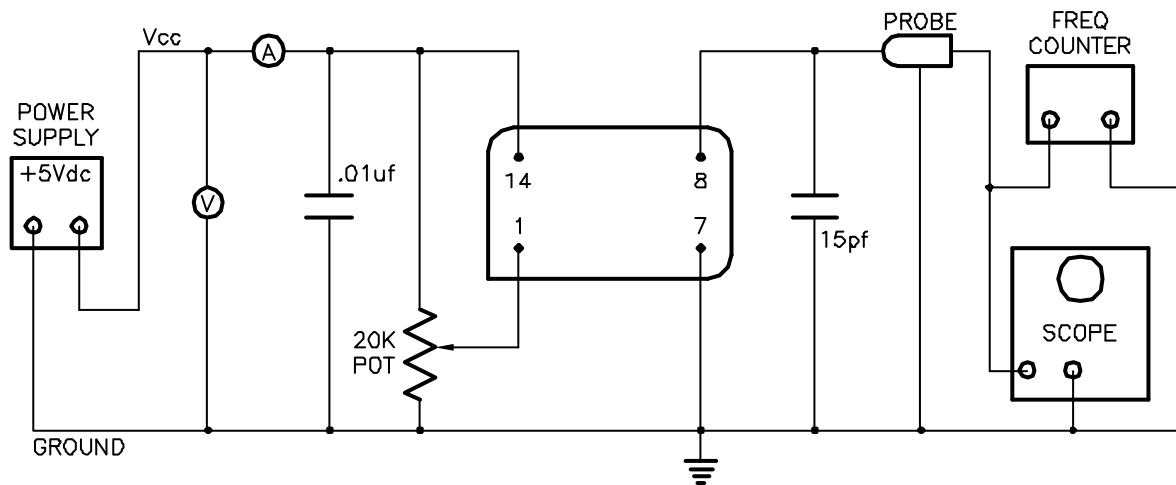 Vcc
A
PROBE
FREQ
COUNTER
POWER
SUPPLY
+5Vdc
V
.01uf
14
8
1
7
15pf
20K
POT
SCOPE
GROUND